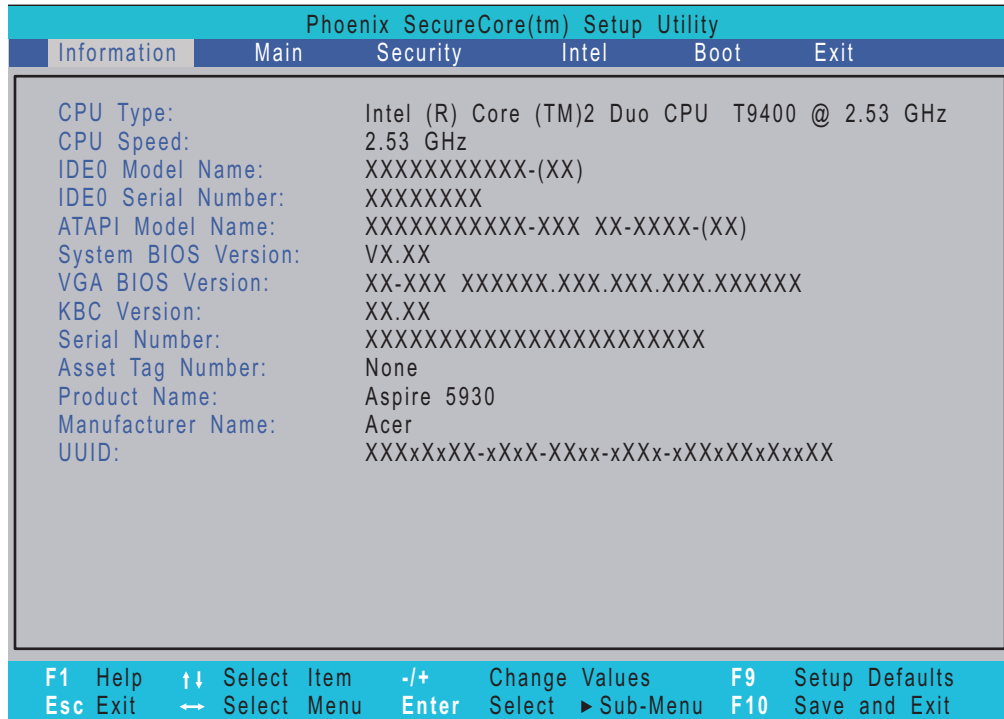 Phoenix SecureCore(tm) Setup Utility
Information Main Security Intel Boot Exit
CPU Type: Intel (R) Core (TM)2 Duo CPU T9400 @ 2.53 GHz
CPU Speed: 2.53 GHz
IDE0 Model Name: XXXXXXXXXXX-(XX)
IDE0 Serial Number: XXXXXXXX
ATAPI Model Name: XXXXXXXXXXX-XXX XX-XXXX-(XX)
System BIOS Version: VX.XX
VGA BIOS Version: XX-XXX XXXXXX.XXX.XXX.XXX.XXXXXX
KBC Version: XX.XX
Serial Number: XXXXXXXXXXXXXXXXXXXXXXX
Asset Tag Number: None
Product Name: Aspire 5930
Manufacturer Name: Acer
UUID: XXXxXxXX-xXxX-XXxx-xXXx-xXXxXXxXxxXX
F1 Help ↑↓ Select Item -/+ Change Values F9 Setup Defaults
Esc Exit ↔ Select Menu Enter Select ▶ Sub-Menu F10 Save and Exit